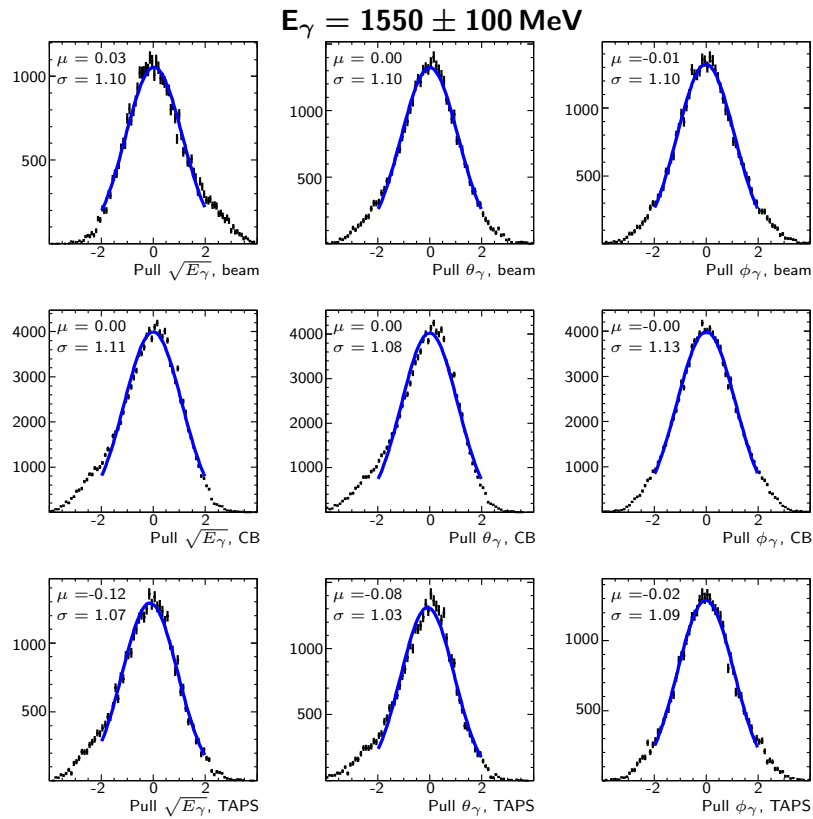 E_γ = 1550 ± 100 MeV
μ = 0.03
σ = 1.10
1000
500
-2 0 2
Pull √E_γ, beam
μ = 0.00
σ = 1.10
1000
500
-2 0 2
Pull θ_γ, beam
μ =-0.01
σ = 1.10
1000
500
-2 0 2
Pull ϕ_γ, beam
μ = 0.00
σ = 1.11
4000
3000
2000
1000
-2 0 2
Pull √E_γ, CB
μ = 0.00
σ = 1.08
4000
3000
2000
1000
-2 0 2
Pull θ_γ, CB
μ =-0.00
σ = 1.13
4000
3000
2000
1000
-2 0 2
Pull ϕ_γ, CB
μ =-0.12
σ = 1.07
1000
500
-2 0 2
Pull √E_γ, TAPS
μ =-0.08
σ = 1.03
1000
500
-2 0 2
Pull θ_γ, TAPS
μ =-0.02
σ = 1.09
1000
500
-2 0 2
Pull ϕ_γ, TAPS